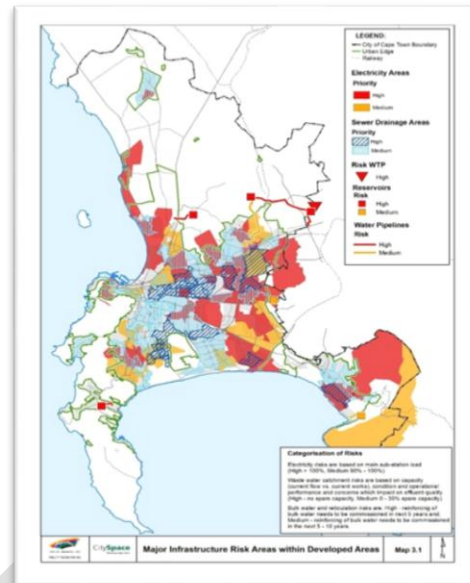 LEGEND:
City of Cape Town Boundary
Urban Edge
Railway
Electricity Areas
Priority
High
Medium
Sewer Drainage Areas
Priority
High
Medium
Risk WTP
High
Reservoirs
Risk
High
Medium
Water Pipelines
Risk
High
Medium
Categorisation of Risks
Electricity risks are based on main sub-station load
(High > 100%, Medium 90% - 100%)
Waste water catchment risks are based on capacity
(current flow vs. current works), condition and operational
performance and concerns which impact on effluent quality
(High - no spare capacity, Medium 0 - 30% spare capacity)
Bulk water and reticulation risks are: High - reinforcing of
bulk water needs to be commissioned in next 5 years and,
Medium - reinforcing of bulk water needs to be commissioned
in the next 5 - 10 years
CitySpace
Major Infrastructure Risk Areas within Developed Areas
Map 3.1
N